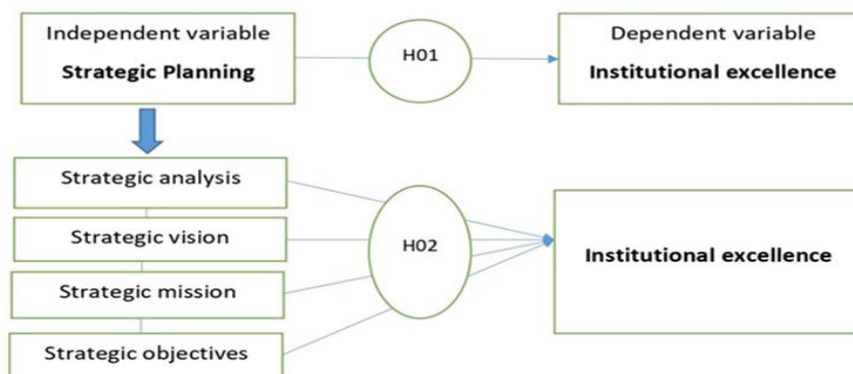 Independent variable
Strategic Planning
H01
Dependent variable
Institutional excellence
Strategic analysis
Strategic vision
Strategic mission
Strategic objectives
H02
Institutional excellence